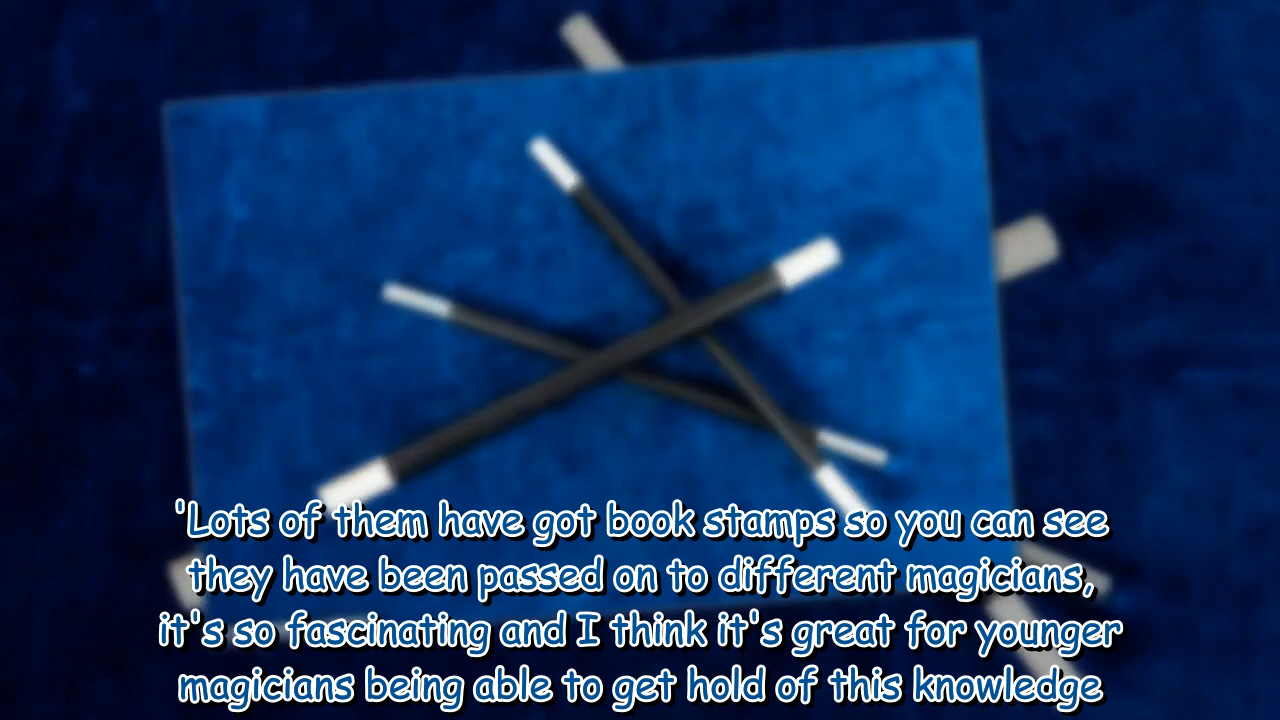 'Lots of them have got book stamps so you can see
they have been passed on to different magicians,
it's so fascinating and I think it's great for younger
magicians being able to get hold of this knowledge